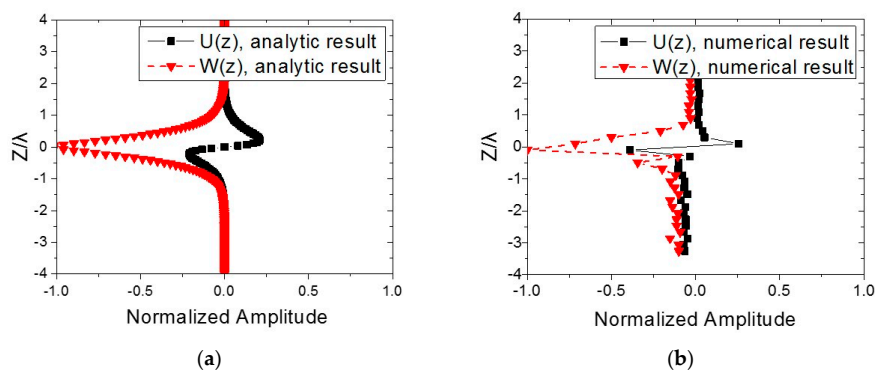 4
3
2
1
0
-1
-2
-3
-4
Z/λ
U(z), analytic result
W(z), analytic result
-1.0 -0.5 0.0 0.5 1.0
Normalized Amplitude
(a)
4
3
2
1
0
-1
-2
-3
-4
Z/λ
U(z), numerical result
W(z), numerical result
-1.0 -0.5 0.0 0.5 1.0
Normalized Amplitude
(b)